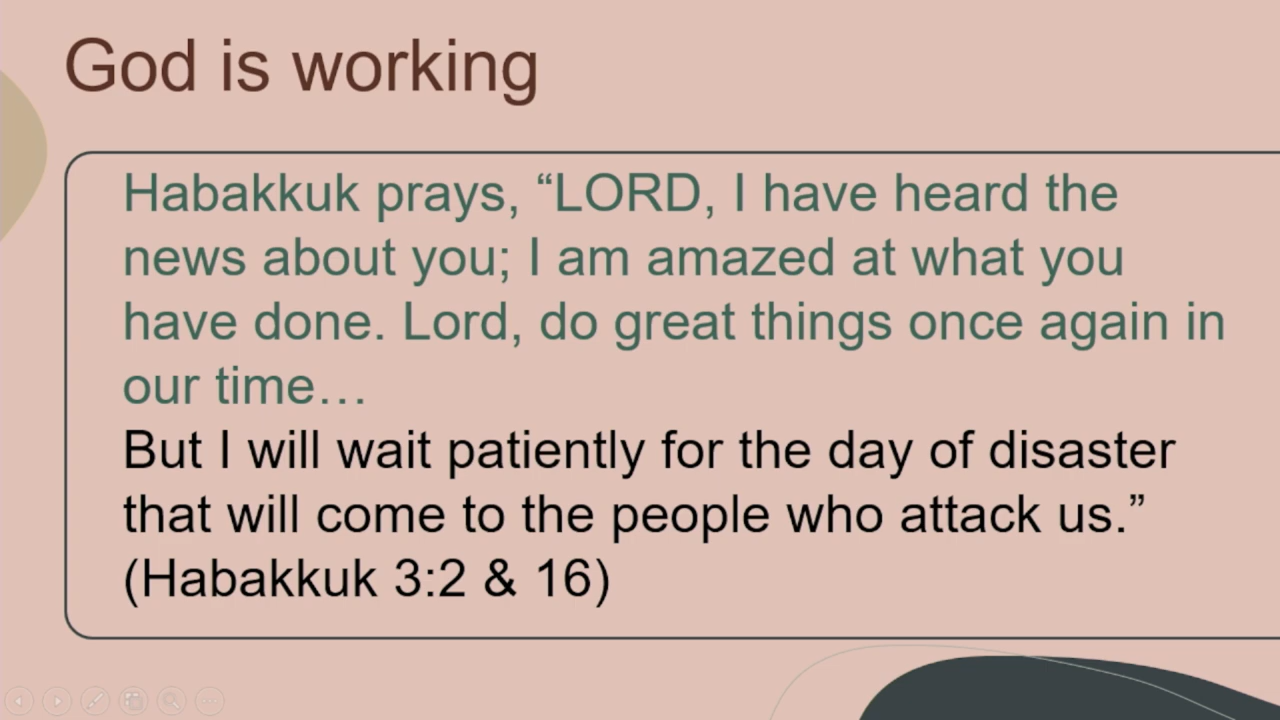 God is working
Habakkuk prays, “LORD, I have heard the
news about you; I am amazed at what you
have done. Lord, do great things once again in
our time…
But I will wait patiently for the day of disaster
that will come to the people who attack us.”
(Habakkuk 3:2 & 16)